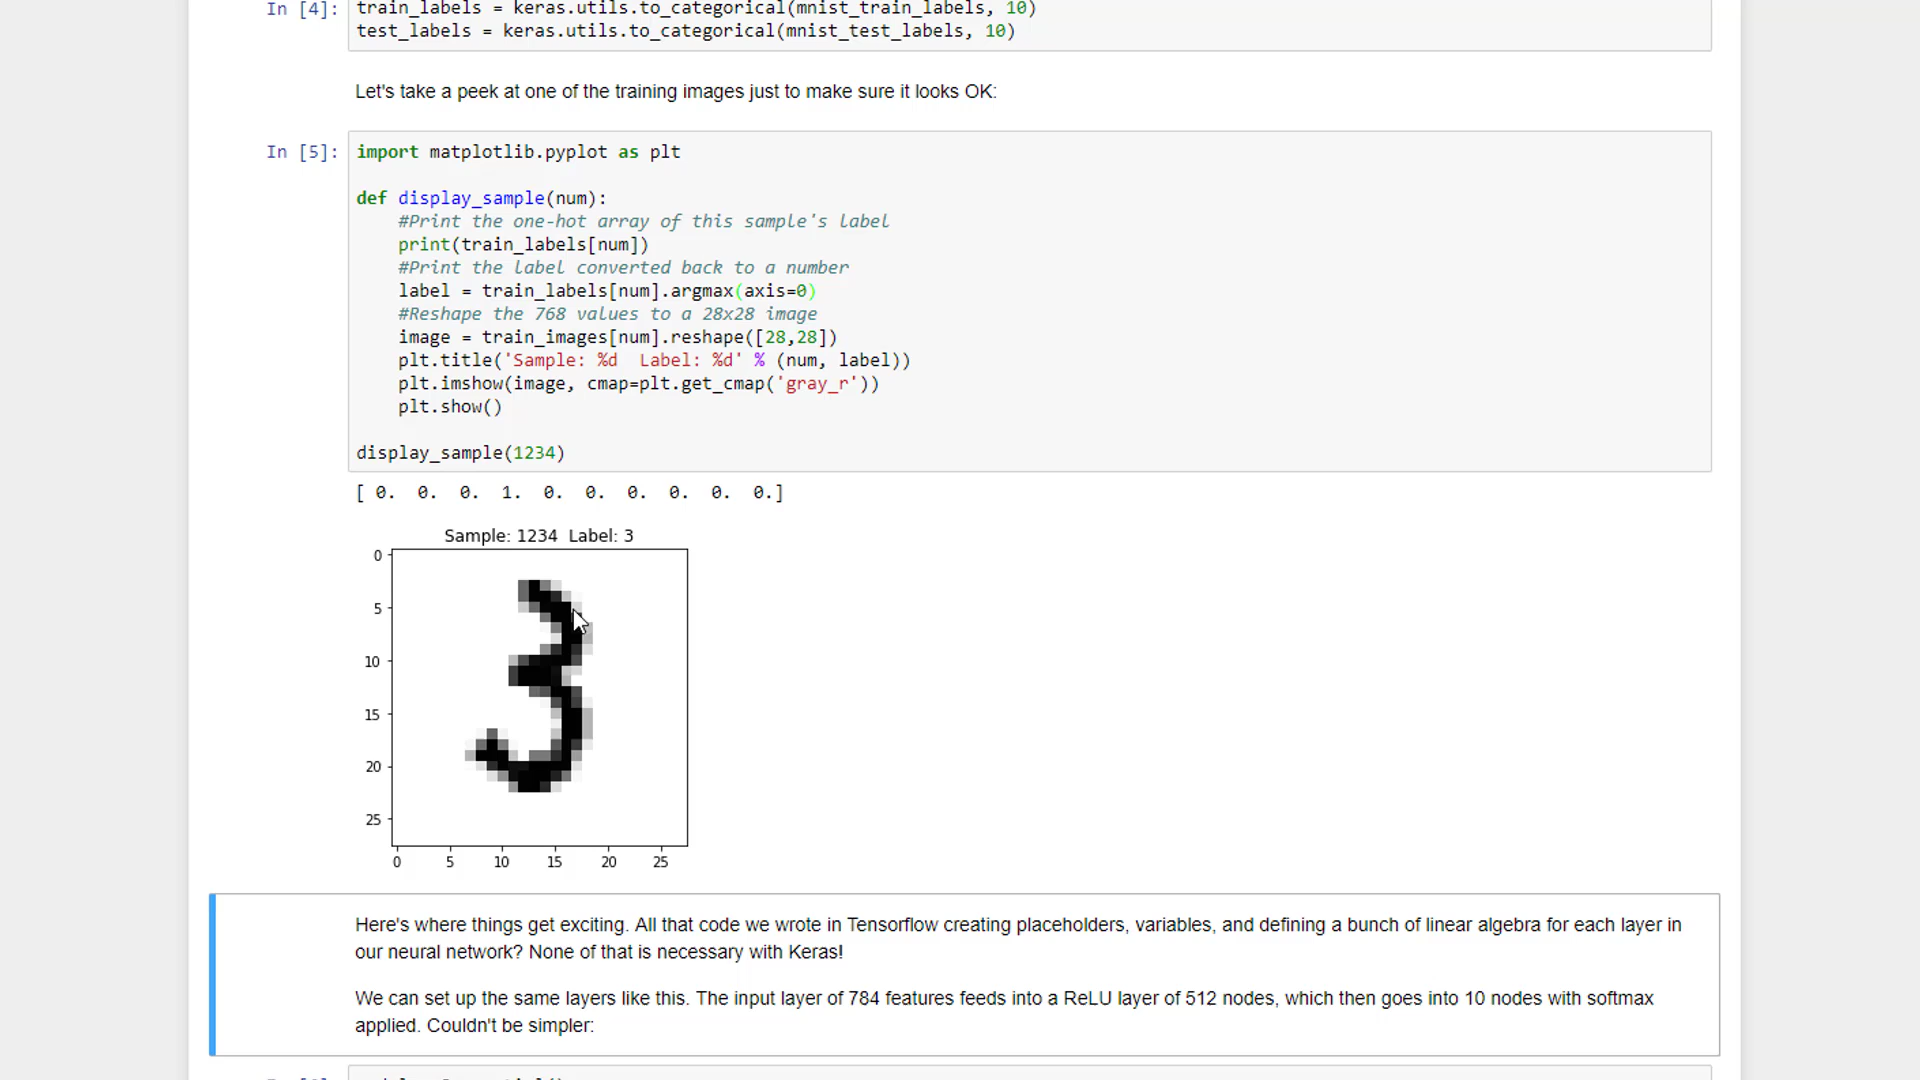 In [4]: train_labels = keras.utils.to_categorical(mnist_train_labels, 10)
test_labels = keras.utils.to_categorical(mnist_test_labels, 10)
Let's take a peek at one of the training images just to make sure it looks OK:
In [5]: import matplotlib.pyplot as plt
def display_sample(num):
#Print the one-hot array of this sample's label
print(train_labels[num])
#Print the label converted back to a number
label = train_labels[num].argmax(axis=0)
#Reshape the 768 values to a 28x28 image
image = train_images[num].reshape([28,28])
plt.title('Sample: %d  Label: %d' % (num, label))
plt.imshow(image, cmap=plt.get_cmap('gray_r'))
plt.show()
display_sample(1234)
[ 0.  0.  0.  1.  0.  0.  0.  0.  0.  0.]
Sample: 1234  Label: 3
0
5
10
15
20
25
0 5 10 15 20 25
Here's where things get exciting. All that code we wrote in Tensorflow creating placeholders, variables, and defining a bunch of linear algebra for each layer in
our neural network? None of that is necessary with Keras!
We can set up the same layers like this. The input layer of 784 features feeds into a ReLU layer of 512 nodes, which then goes into 10 nodes with softmax
applied. Couldn't be simpler: